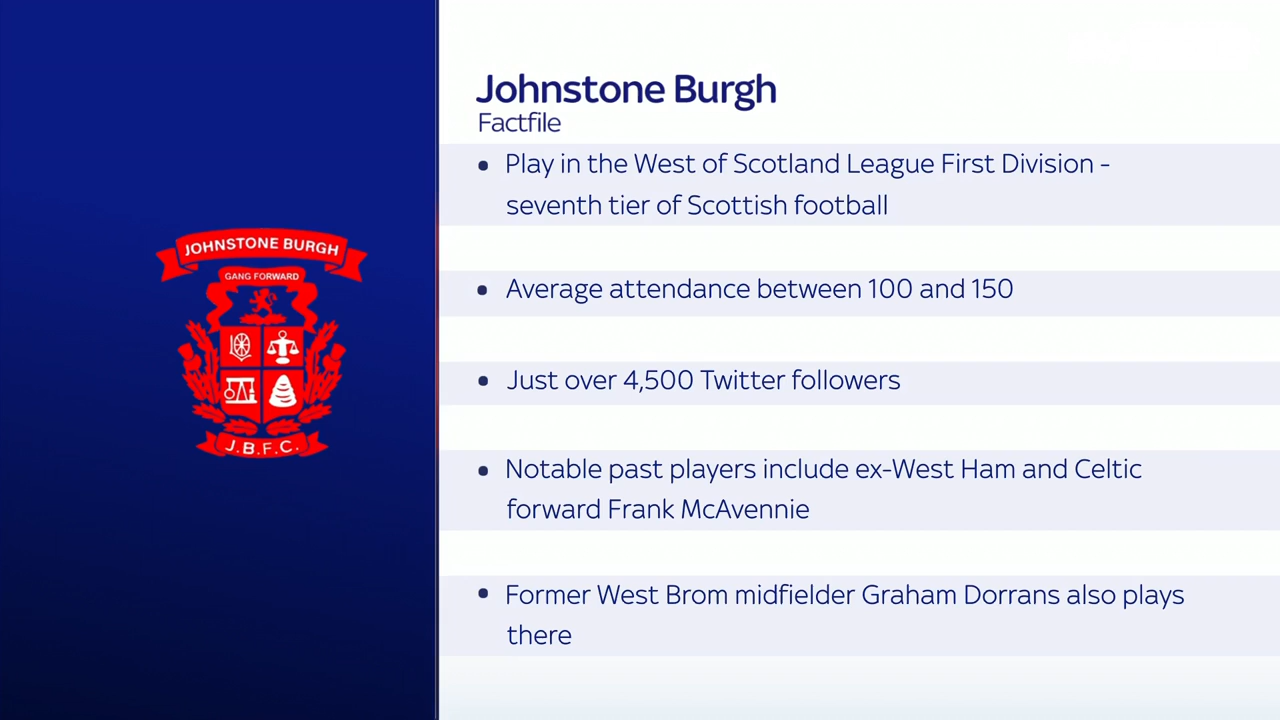 Johnstone Burgh
Factfile
• Play in the West of Scotland League First Division -
seventh tier of Scottish football
• Average attendance between 100 and 150
• Just over 4,500 Twitter followers
• Notable past players include ex-West Ham and Celtic
forward Frank McAvennie
• Former West Brom midfielder Graham Dorrans also plays
there
JOHNSTONE BURGH
GANG FORWARD
J.B.F.C.